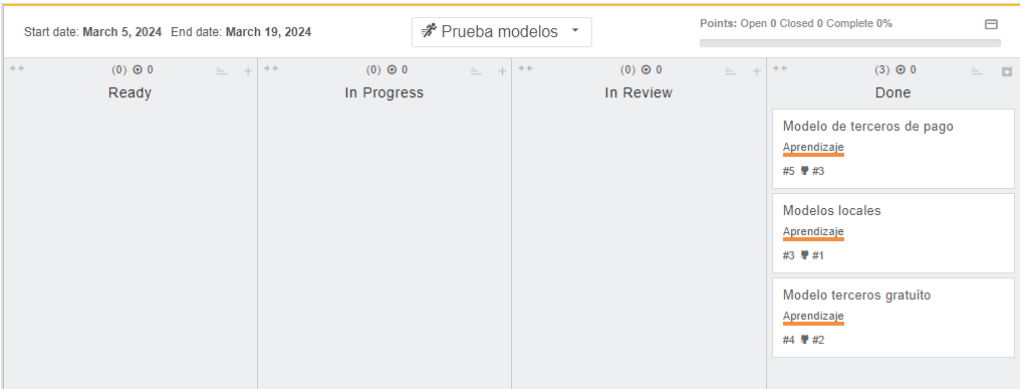 Start date: March 5, 2024 End date: March 19, 2024
Prueba modelos
Points: Open 0 Closed 0 Complete 0%
(0) 0
Ready
(0) 0
In Progress
(0) 0
In Review
(3) 0
Done
Modelo de terceros de pago
Aprendizaje
#5 #3
Modelos locales
Aprendizaje
#3 #1
Modelo terceros gratuito
Aprendizaje
#4 #2